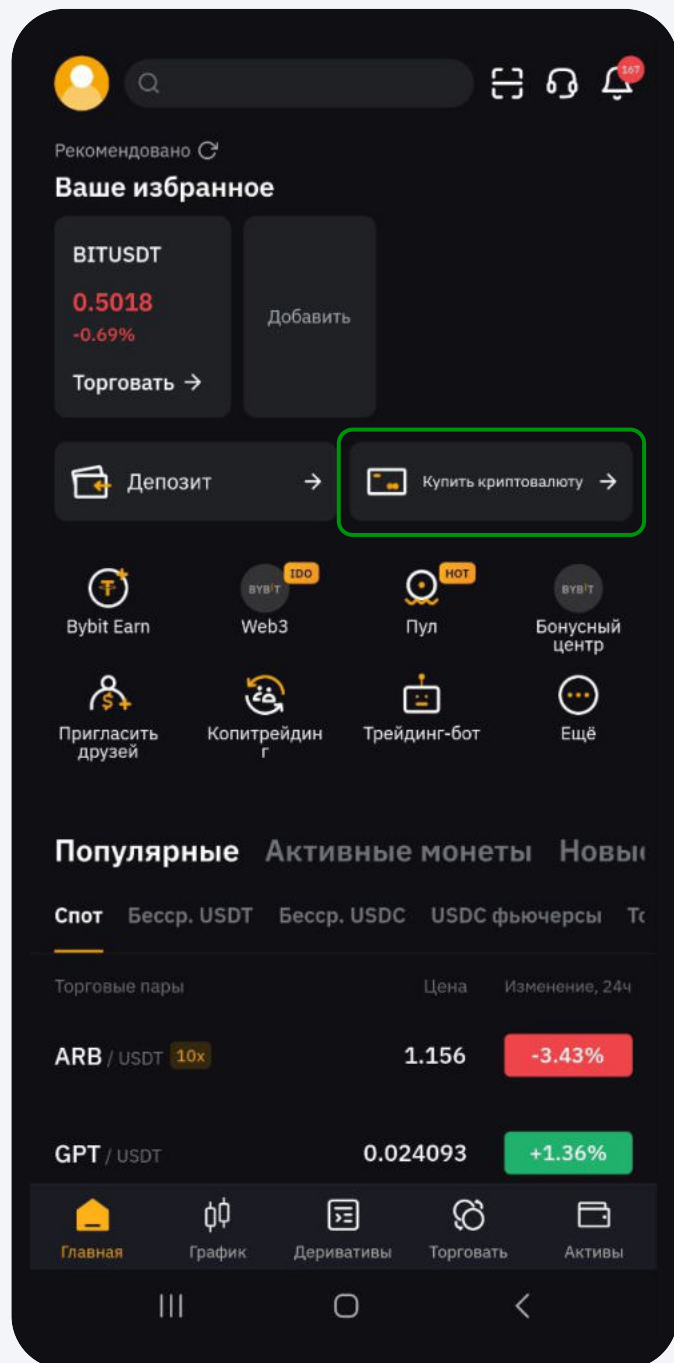 167
Рекомендовано
Ваше избранное
BITUSDT
0.5018
-0.69%
Добавить
Торговать →
Депозит →
Купить криптовалюту →
IDO
HOT
BYBIT
BYBIT
Bybit Earn
Web3
Пул
Бонусный
центр
Пригласить
друзей
Копитрейдин
г
Трейдинг-бот
Ещё
Популярные Активные монеты Новы
Спот Бесср. USDT Бесср. USDC USDC фьючерсы То
Торговые пары Цена Изменение, 24ч
ARB / USDT 10x 1.156 -3.43%
GPT / USDT 0.024093 +1.36%
Главная График Деривативы Торговать Активы